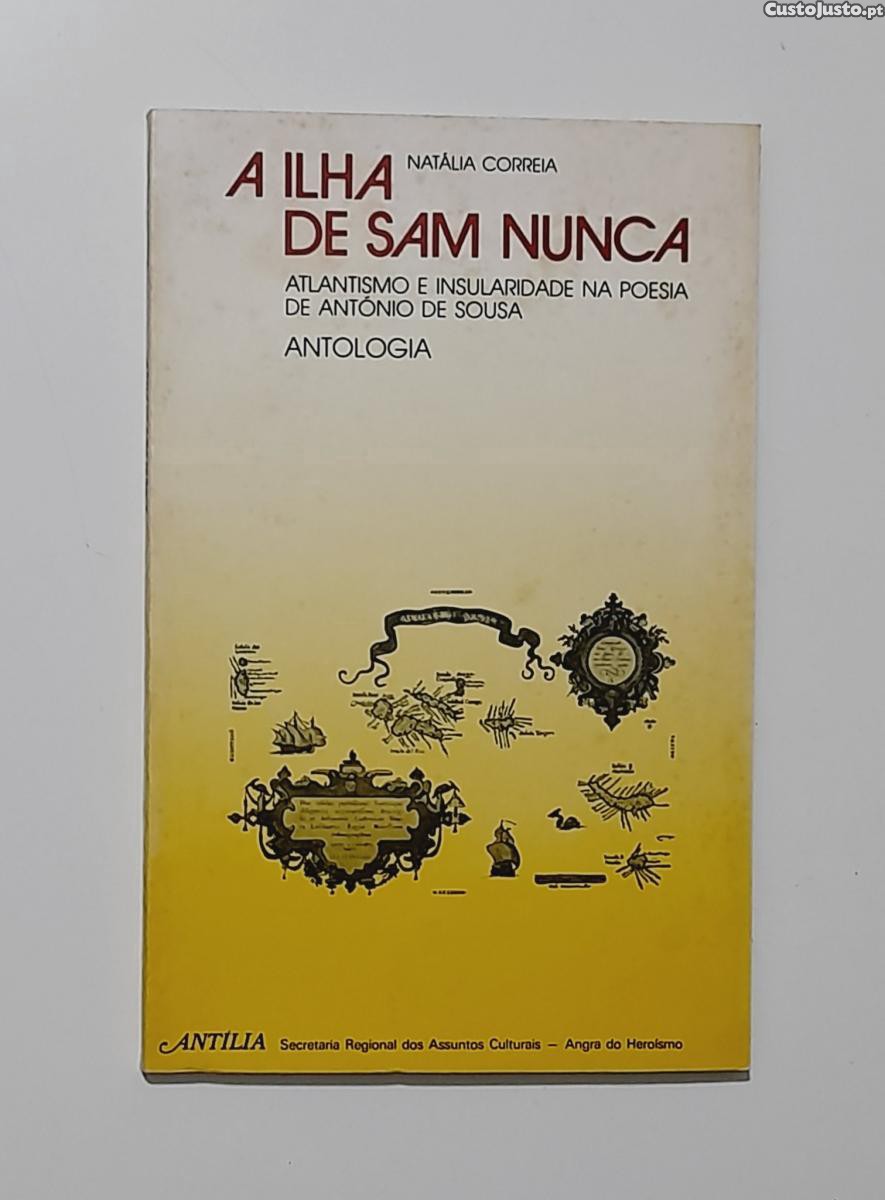 CustoJusto.pt
NATÁLIA CORREIA
A ILHA
DE SAM NUNCA
ATLANTISMO E INSULARIDADE NA POESIA
DE ANTÓNIO DE SOUSA
ANTOLOGIA
ANTÍLIA Secretaria Regional dos Assuntos Culturais — Angra do Heroísmo